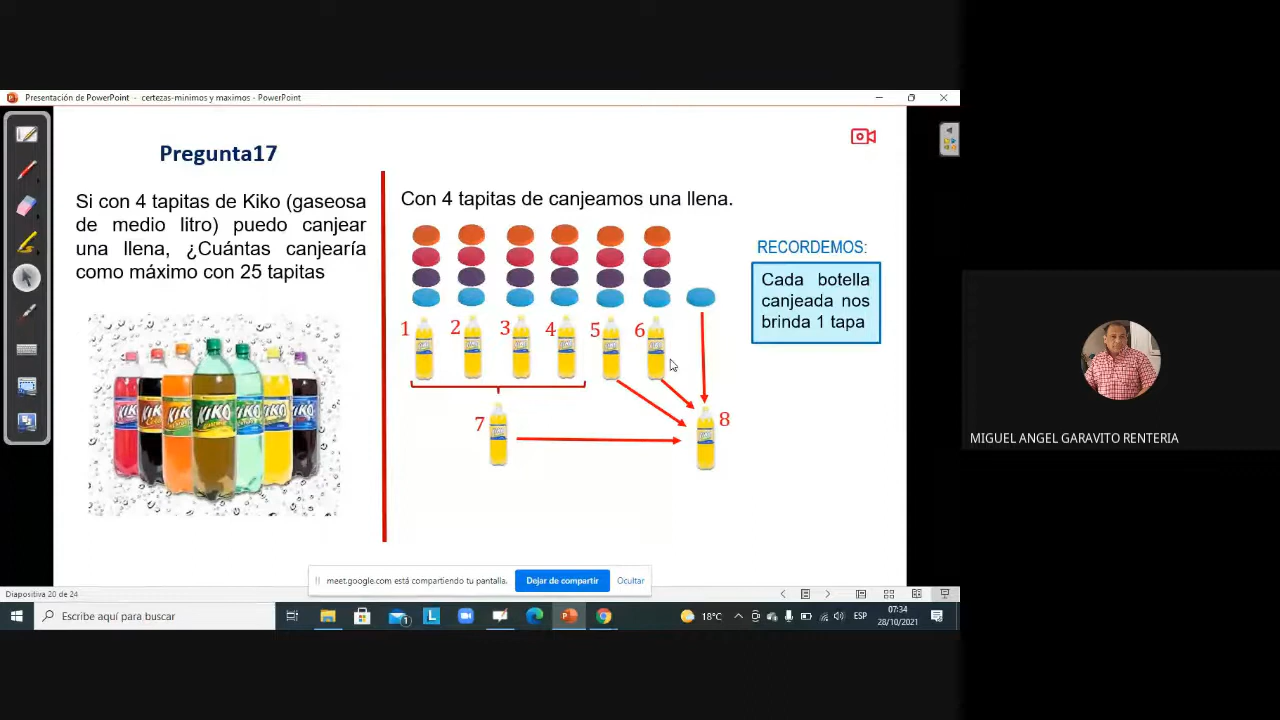 Presentación de PowerPoint - certezas-minimos y maximos - PowerPoint
Pregunta17
Si con 4 tapitas de Kiko (gaseosa
de medio litro) puedo canjear
una llena, ¿Cuántas canjearía
como máximo con 25 tapitas
KIKO
Con 4 tapitas de canjeamos una llena.
1 2 3 4 5 6
7
8
RECORDEMOS:
Cada botella
canjeada nos
brinda 1 tapa
MIGUEL ANGEL GARAVITO RENTERIA
meet.google.com está compartiendo tu pantalla.
Dejar de compartir
Ocultar
Diapositiva 20 de 24
Escribe aquí para buscar
18°C
ESP
07:34
28/10/2021